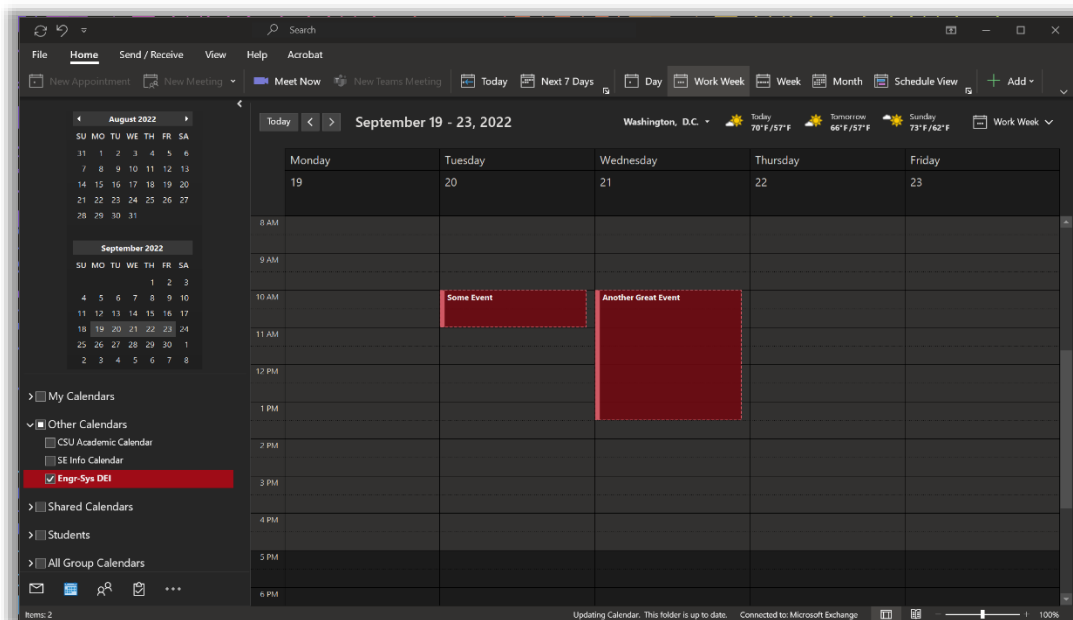 Search
File Home Send / Receive View Help Acrobat
New Appointment New Meeting Meet Now New Teams Meeting Today Next 7 Days Day Work Week Week Month Schedule View Add
August 2022
SU MO TU WE TH FR SA
31 1 2 3 4 5 6
7 8 9 10 11 12 13
14 15 16 17 18 19 20
21 22 23 24 25 26 27
28 29 30 31
September 2022
SU MO TU WE TH FR SA
1 2 3
4 5 6 7 8 9 10
11 12 13 14 15 16 17
18 19 20 21 22 23 24
25 26 27 28 29 30 1
2 3 4 5 6 7 8
My Calendars
Other Calendars
CSU Academic Calendar
SE Info Calendar
Engr-Sys DEI
Shared Calendars
Students
All Group Calendars
Today September 19 - 23, 2022 Washington, D.C. Today 70°F/57°F Tomorrow 66°F/57°F Sunday 73°F/62°F Work Week
Monday Tuesday Wednesday Thursday Friday
19 20 21 22 23
8 AM
9 AM
10 AM Some Event Another Great Event
11 AM
12 PM
1 PM
2 PM
3 PM
4 PM
5 PM
6 PM
Items: 2 Updating Calendar. This folder is up to date. Connected to: Microsoft Exchange 100%